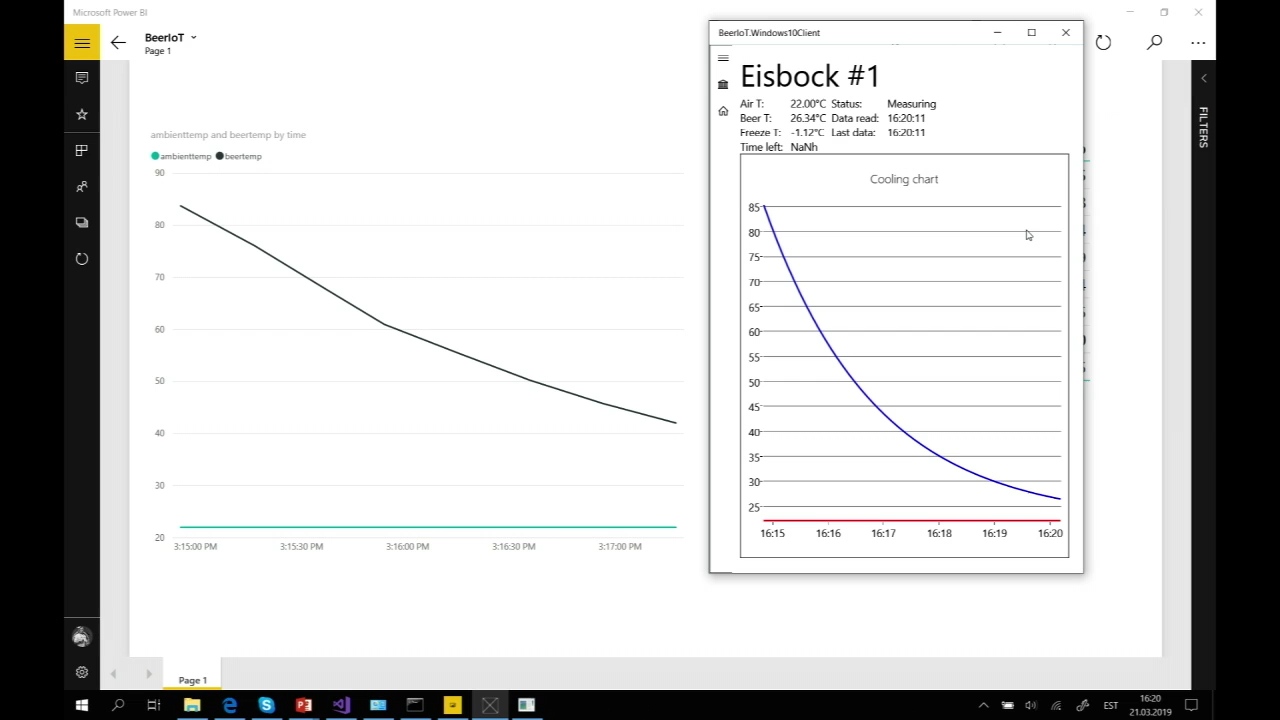 Microsoft Power BI
BeerIoT
Page 1
ambienttemp and beertemp by time
ambienttemp beertemp
90
80
70
60
50
40
30
20
3:15:00 PM 3:15:30 PM 3:16:00 PM 3:16:30 PM 3:17:00 PM
BeerIoT.Windows10Client
Eisbock #1
Air T: 22.00°C Status: Measuring
Beer T: 26.34°C Data read: 16:20:11
Freeze T: -1.12°C Last data: 16:20:11
Time left: NaNh
Cooling chart
85
80
75
70
65
60
55
50
45
40
35
30
25
16:15 16:16 16:17 16:18 16:19 16:20
FILTERS
Page 1
EST
16:20
21.03.2019